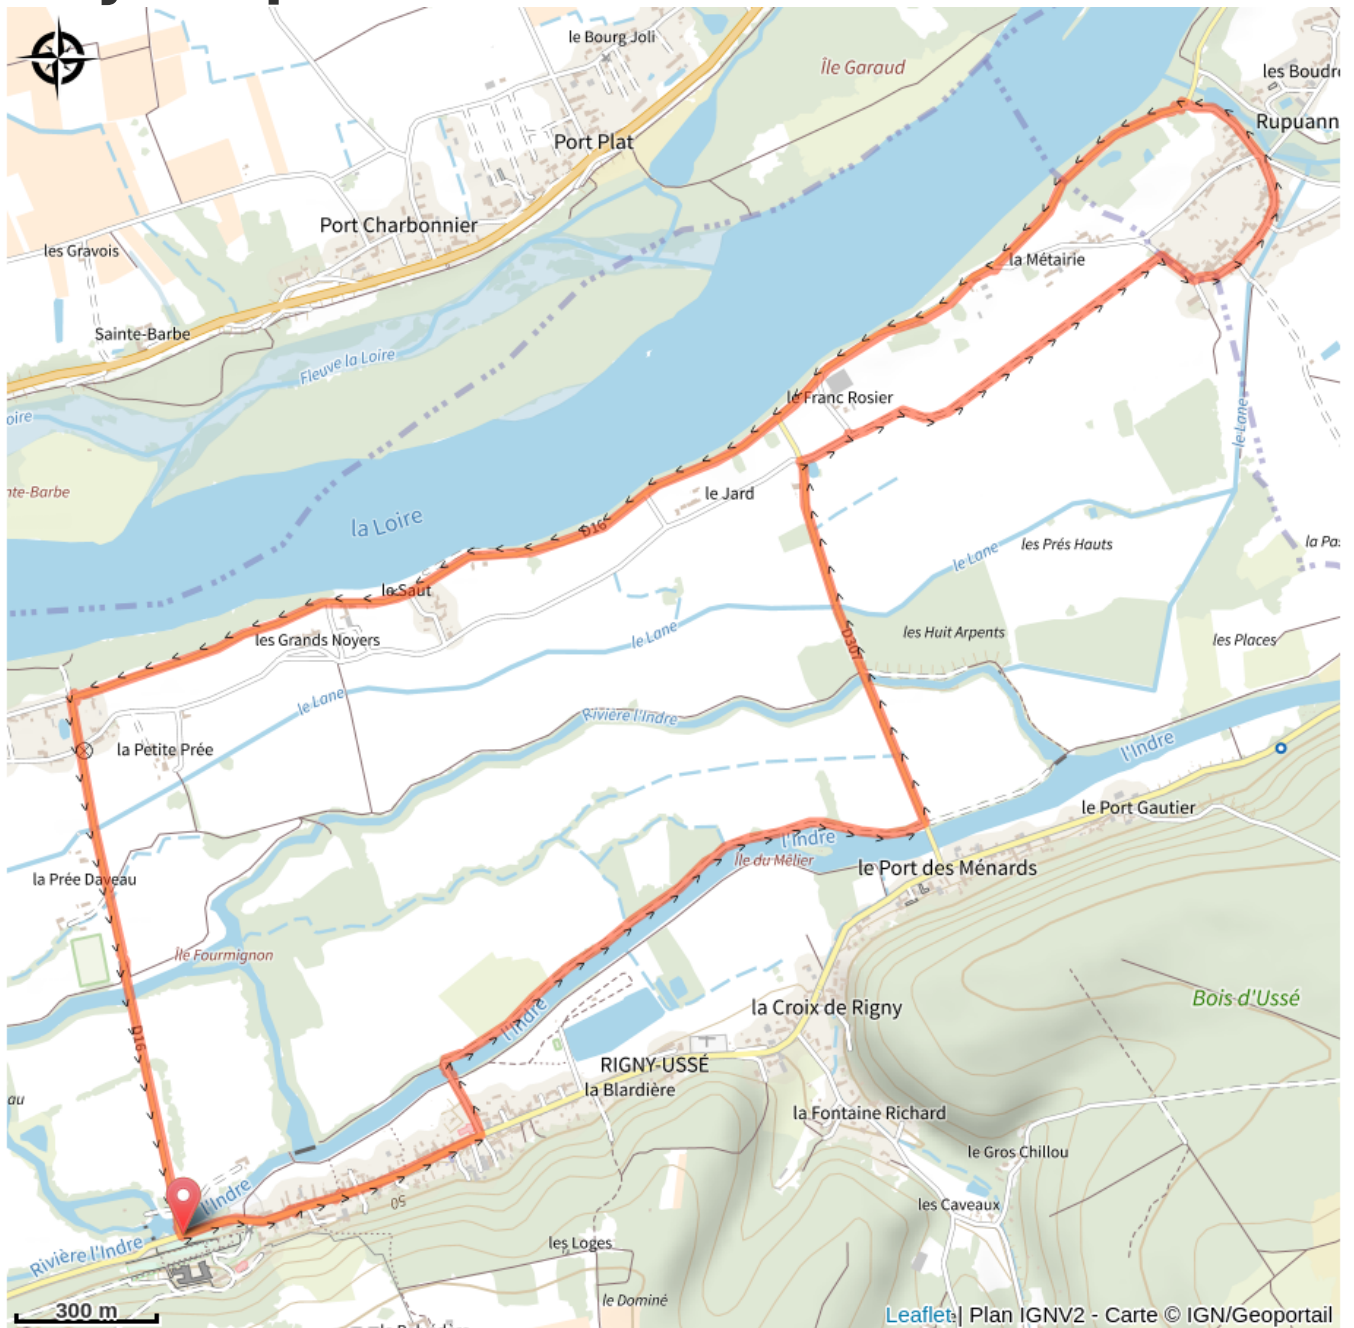 le Bourg Joli
Île Garaud
les Boudr
Rupuann
Port Plat
Port Charbonnier
les Gravois
la Métairie
Sainte-Barbe
Fleuve la Loire
oire
le Franc Rosier
le Lane
nte-Barbe
la Loire
le Jard
D16
les Prés Hauts
la Pa
le Lane
le Saut
les Grands Noyers
le Lane
D307
les Huit Arpents
les Places
le Lane
Rivière l'Indre
la Petite Prée
l'Indre
le Port Gautier
l'Indre
Île du Mêlier
le Port des Ménards
la Prée Daveau
Île Fourmignon
Bois d'Ussé
la Croix de Rigny
l'Indre
D16
RIGNY-USSÉ
la Blardière
au
la Fontaine Richard
le Gros Chillou
l'Indre
50
les Caveaux
Rivière l'Indre
les Loges
le Dominé
300 m
Leaflet | Plan IGNV2 - Carte © IGN/Geoportail